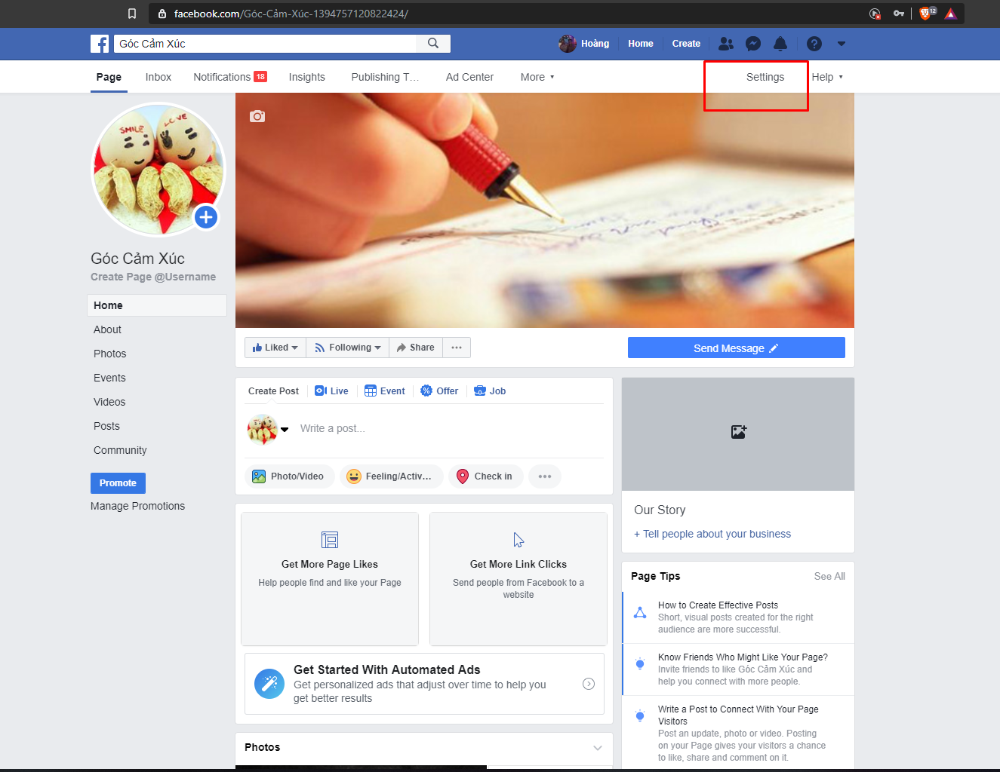 facebook.com/Góc-Cảm-Xúc-1394757120822424/
12
Góc Cảm Xúc
Hoàng Home Create
Page Inbox Notifications 18 Insights Publishing T… Ad Center More Settings Help
SMILE LOVE
Góc Cảm Xúc
Create Page @Username
Home
About
Photos
Events
Videos
Posts
Community
Promote
Manage Promotions
Liked Following Share ... Send Message
Create Post Live Event Offer Job
Write a post...
Photo/Video Feeling/Activ… Check in
Get More Page Likes
Help people find and like your Page
Get More Link Clicks
Send people from Facebook to a
website
Get Started With Automated Ads
Get personalized ads that adjust over time to help you
get better results
Photos
Our Story
+ Tell people about your business
Page Tips See All
How to Create Effective Posts
Short, visual posts created for the right
audience are more successful.
Know Friends Who Might Like Your Page?
Invite friends to like Góc Cảm Xúc and
help you connect with more people.
Write a Post to Connect With Your Page
Visitors
Post an update, photo or video. Posting
on your Page gives your visitors a chance
to like, share and comment on it.